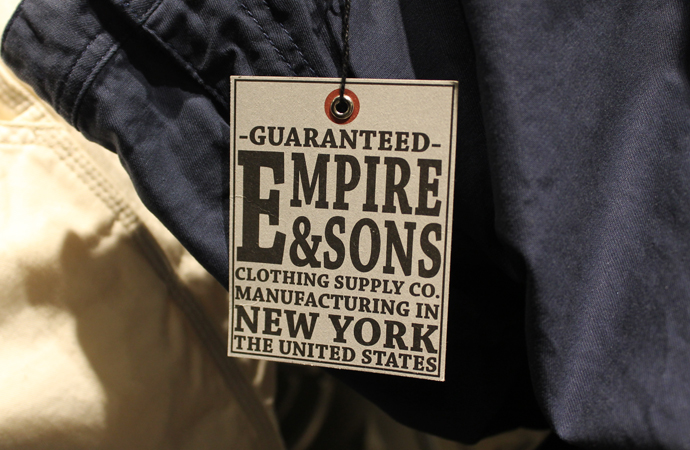 -GUARANTEED-
EMPIRE
&SONS
CLOTHING SUPPLY CO.
MANUFACTURING IN
NEW YORK
THE UNITED STATES